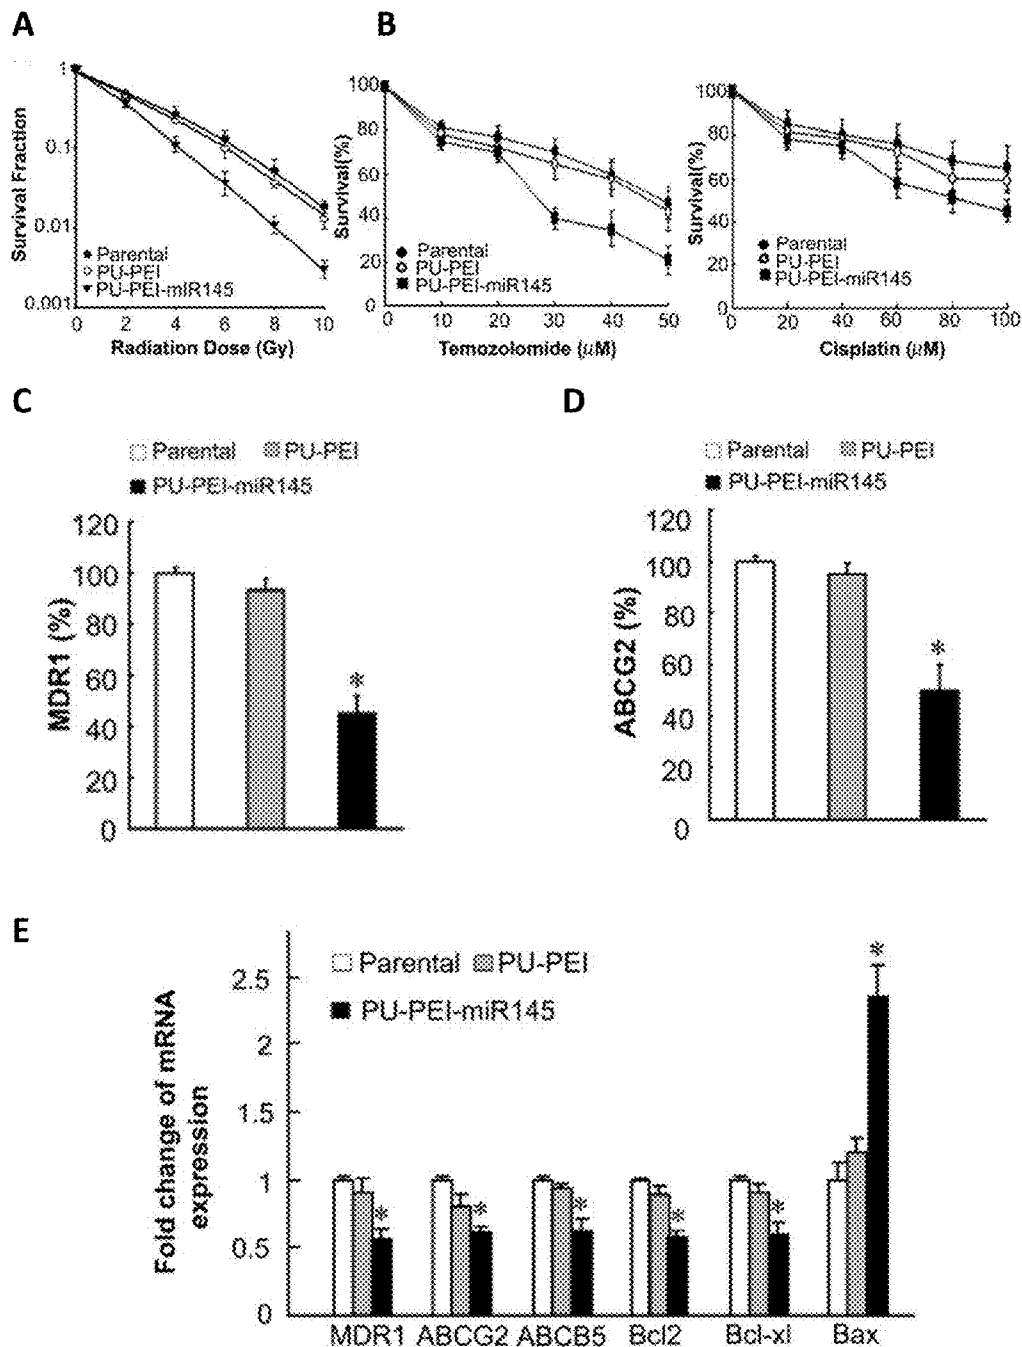 A
B
1
0.1
0.01
0.001
Survival Fraction
Parental
PU-PEI
PU-PEI-miR145
0 2 4 6 8 10
Radiation Dose (Gy)
100
80
60
40
20
0
Survival(%)
Parental
PU-PEI
PU-PEI-miR145
0 10 20 30 40 50
Temozolomide (μM)
100
80
60
40
20
0
Survival(%)
Parental
PU-PEI
PU-PEI-miR145
0 20 40 60 80 100
Cisplatin (μM)
C
Parental PU-PEI
PU-PEI-miR145
120
100
80
60
40
20
0
MDR1 (%)
*
D
Parental PU-PEI
PU-PEI-miR145
120
100
80
60
40
20
0
ABCG2 (%)
*
E
Parental PU-PEI
PU-PEI-miR145
2.5
2
1.5
1
0.5
0
Fold change of mRNA
expression
* * * * * *
MDR1 ABCG2 ABCB5 Bcl2 Bcl-xl Bax